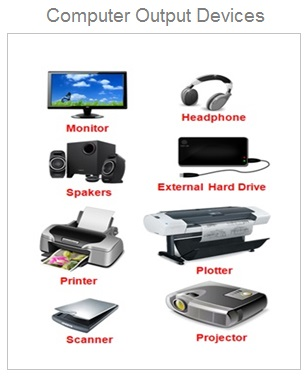 Computer Output Devices
Monitor
Headphone
Spakers
External Hard Drive
Printer
Plotter
Scanner
Projector